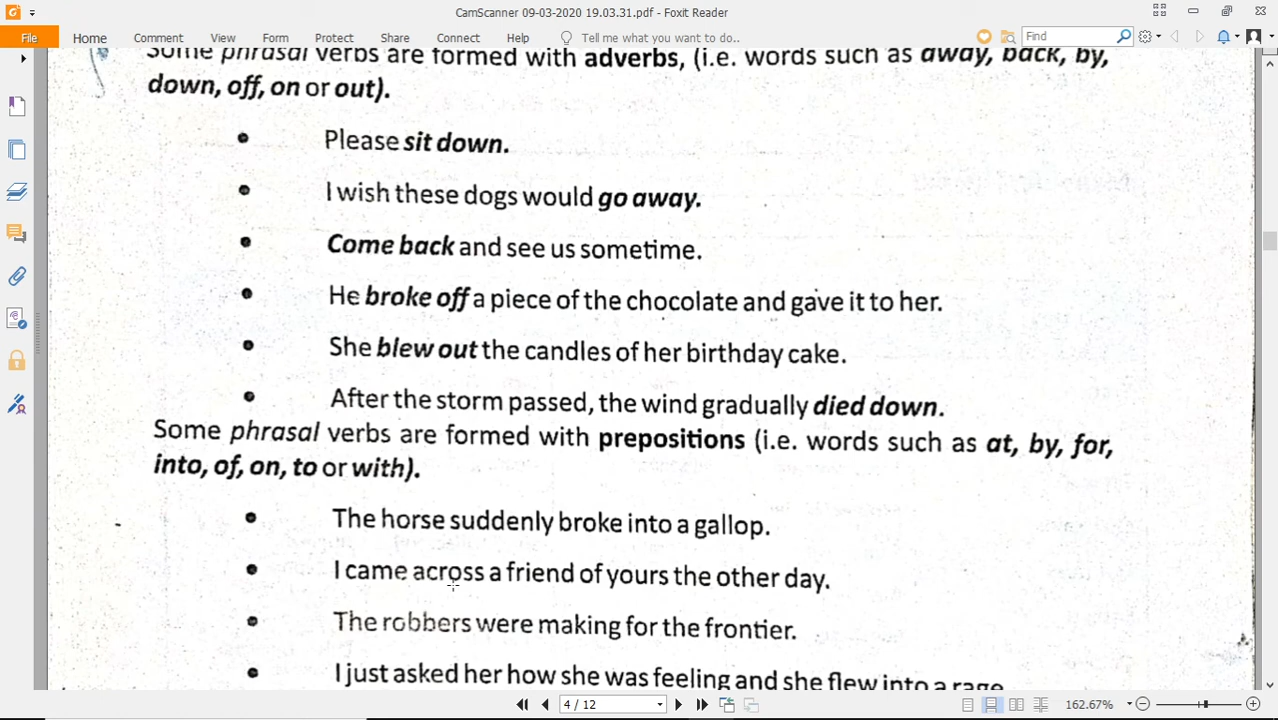 CamScanner 09-03-2020 19.03.31.pdf - Foxit Reader
File Home Comment View Form Protect Share Connect Help Tell me what you want to do.. Find
Some phrasal verbs are formed with adverbs, (i.e. words such as away, back, by,
down, off, on or out).
Please sit down.
I wish these dogs would go away.
Come back and see us sometime.
He broke off a piece of the chocolate and gave it to her.
She blew out the candles of her birthday cake.
After the storm passed, the wind gradually died down.
Some phrasal verbs are formed with prepositions (i.e. words such as at, by, for,
into, of, on, to or with).
The horse suddenly broke into a gallop.
I came across a friend of yours the other day.
The robbers were making for the frontier.
I just asked her how she was feeling and she flew into a rage
4 / 12 162.67%